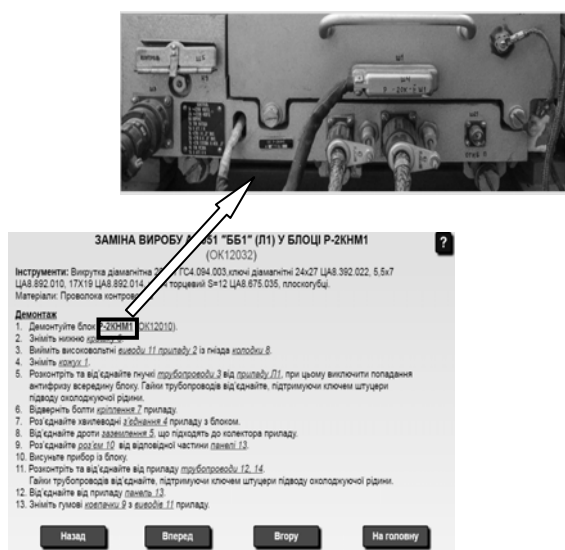 Ш1
ЗАМІНА ВИРОБУ "ББ1" (Л1) У БЛОЦІ Р-2КНМ1
?
(ОК12032)
Інструменти: Викрутка діамагнітна ГС4.094.003,ключі діамагнітні 24х27 ЦА8.392.022, 5,5х7
ЦА8.892.010, 17Х19 ЦА8.892.014, торцевий S=12 ЦА8.675.035, плоскогубці.
Матеріали: Проволока
Демонтаж
1. Демонтуйте блок Р-2КНМ1 (ОК12010).
2. Зніміть нижню
3. Вийміть високовольтні виводи 11 приладу 2 із гнізда колодки 8.
4. Зніміть кожух 1.
5. Розконтріть та від'єднайте гнучкі трубопроводи 3 від приладу Л1, при цьому виключити попадання
антифризу всередину блоку. Гайки трубопроводів від'єднайте, підтримуючи ключем штуцери
підводу охолоджуючої рідини.
6. Відверніть болти кріплення 7 приладу.
7. Роз'єднайте хвилеводні з'єднання 4 приладу з блоком.
8. Від'єднайте дроти заземлення 5, що підходять до колектора приладу.
9. Роз'єднайте роз'єм 10 від відповідної частини панелі 13.
10. Висуньте прибор із блоку.
11. Розконтріть та від'єднайте від приладу трубопроводи 12, 14.
Гайки трубопроводів від'єднайте, підтримуючи ключем штуцери підводу охолоджуючої рідини.
12. Від'єднайте від приладу панель 13.
13. Зніміть гумові ковпачки 9 з виводів 11 приладу.
Назад
Вперед
Вгору
На головну